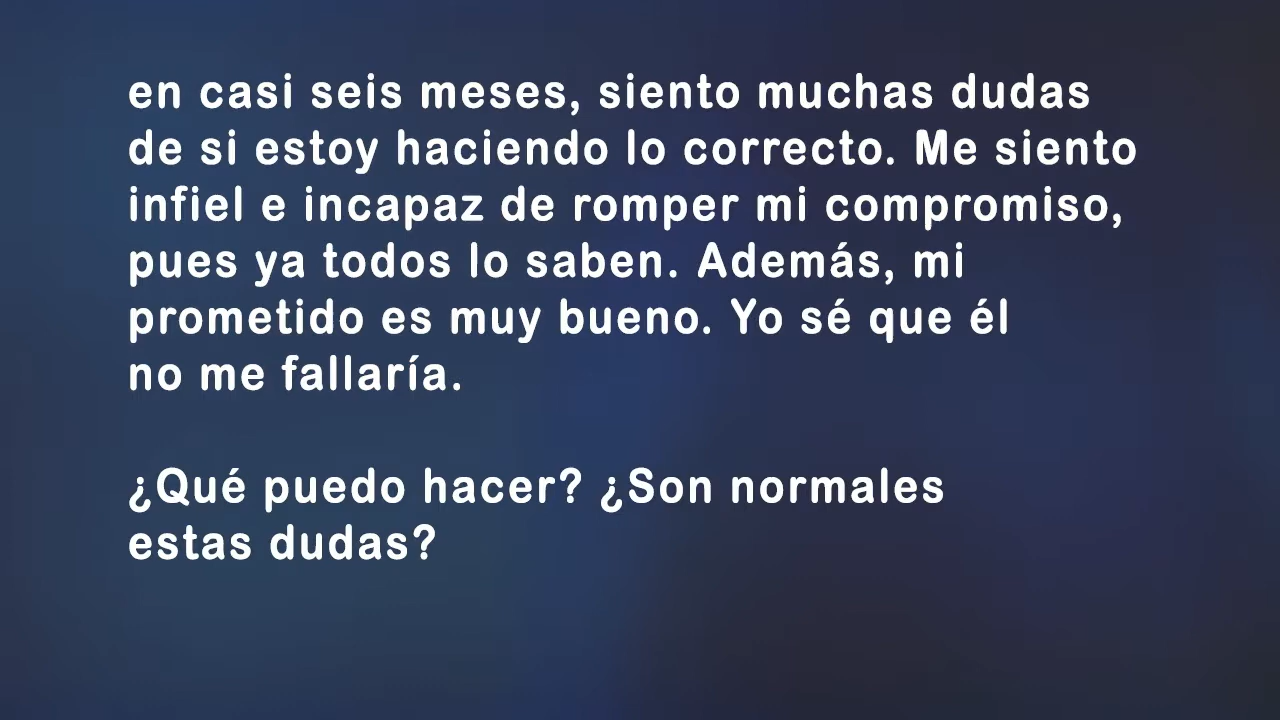 en casi seis meses, siento muchas dudas
de si estoy haciendo lo correcto. Me siento
infiel e incapaz de romper mi compromiso,
pues ya todos lo saben. Además, mi
prometido es muy bueno. Yo sé que él
no me fallaría.
¿Qué puedo hacer? ¿Son normales
estas dudas?